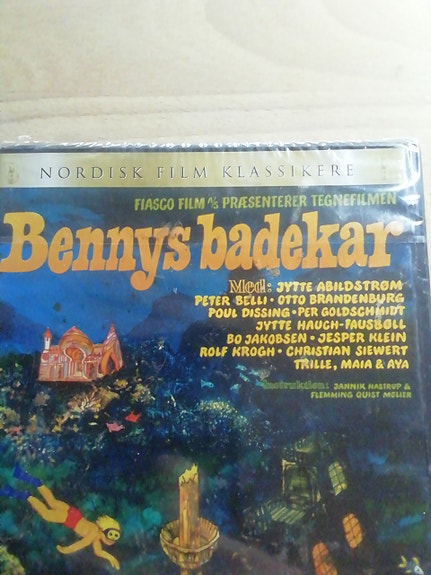 NORDISK FILM KLASSIKERE
FIASCO FILM A/S PRÆSENTERER TEGNEFILMEN
Bennys badekar
Med: JYTTE ABILDSTRØM
PETER BELLI · OTTO BRANDENBURG
POUL DISSING · PER GOLDSCHMIDT
JYTTE HAUCH-FAUSBØLL
BO JAKOBSEN · JESPER KLEIN
ROLF KROGH · CHRISTIAN SIEWERT
TRILLE, MAIA & AYA
Instruktion: JANNIK HASTRUP &
FLEMMING QUIST MØLLER